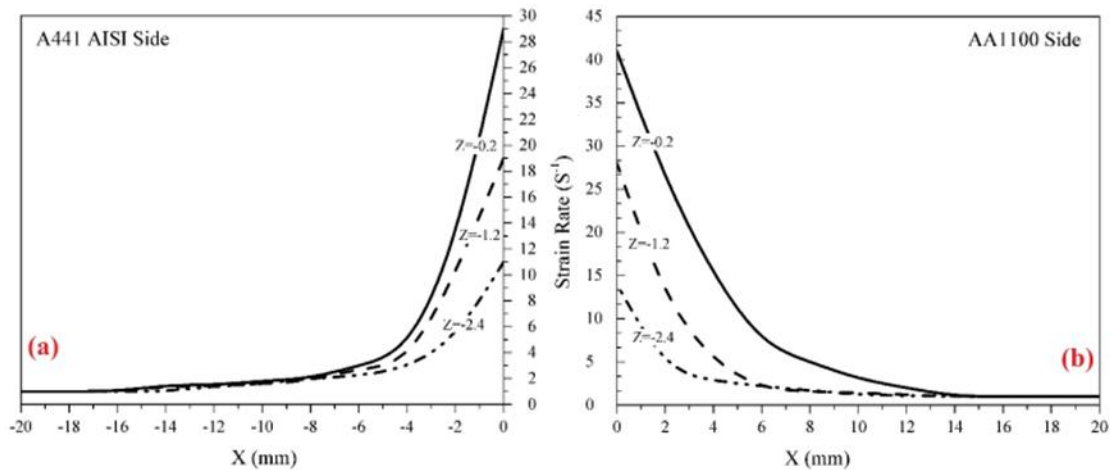 A441 AISI Side
30
28
26
24
22
20
18
16
14
12
10
8
6
4
2
0
Z=-0.2
Z=-1.2
Z=-2.4
(a)
-20 -18 -16 -14 -12 -10 -8 -6 -4 -2 0
X (mm)
Strain Rate (S⁻¹)
AA1100 Side
45
40
35
30
25
20
15
10
5
0
Z=-0.2
Z=-1.2
Z=-2.4
(b)
0 2 4 6 8 10 12 14 16 18 20
X (mm)